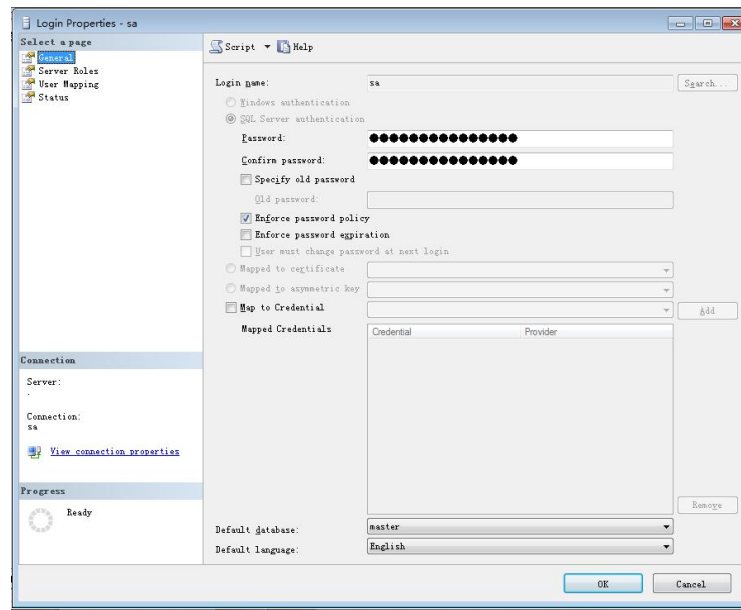 Login Properties - sa
Select a page
General
Server Roles
User Mapping
Status
Script Help
Login name: sa Search...
Windows authentication
SQL Server authentication
Password: ●●●●●●●●●●●●●●●
Confirm password: ●●●●●●●●●●●●●●●
Specify old password
Old password:
Enforce password policy
Enforce password expiration
User must change password at next login
Mapped to certificate
Mapped to asymmetric key
Map to Credential Add
Mapped Credentials Credential Provider
Remove
Default database: master
Default language: English
Connection
Server:
.
Connection:
sa
View connection properties
Progress
Ready
OK Cancel